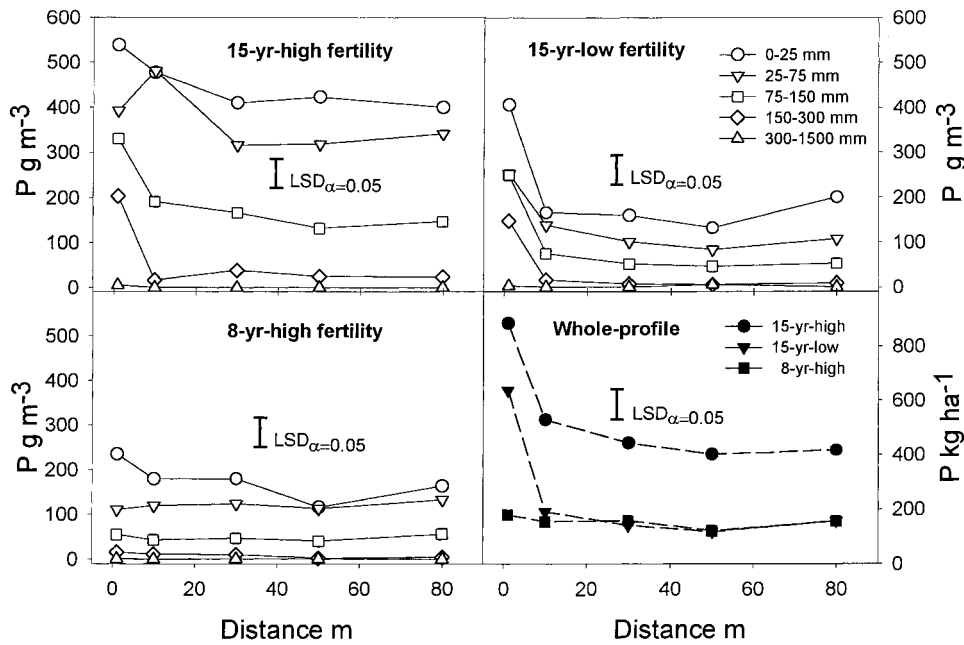 15-yr-high fertility
600
500
400
300
200
100
0
P g m-3
LSDα=0.05
15-yr-low fertility
0-25 mm
25-75 mm
75-150 mm
150-300 mm
300-1500 mm
LSDα=0.05
600
500
400
300
200
100
0
P g m-3
8-yr-high fertility
500
400
300
200
100
0
P g m-3
LSDα=0.05
0 20 40 60 80
Distance m
Whole-profile
15-yr-high
15-yr-low
8-yr-high
LSDα=0.05
800
600
400
200
0
P kg ha-1
0 20 40 60 80
Distance m